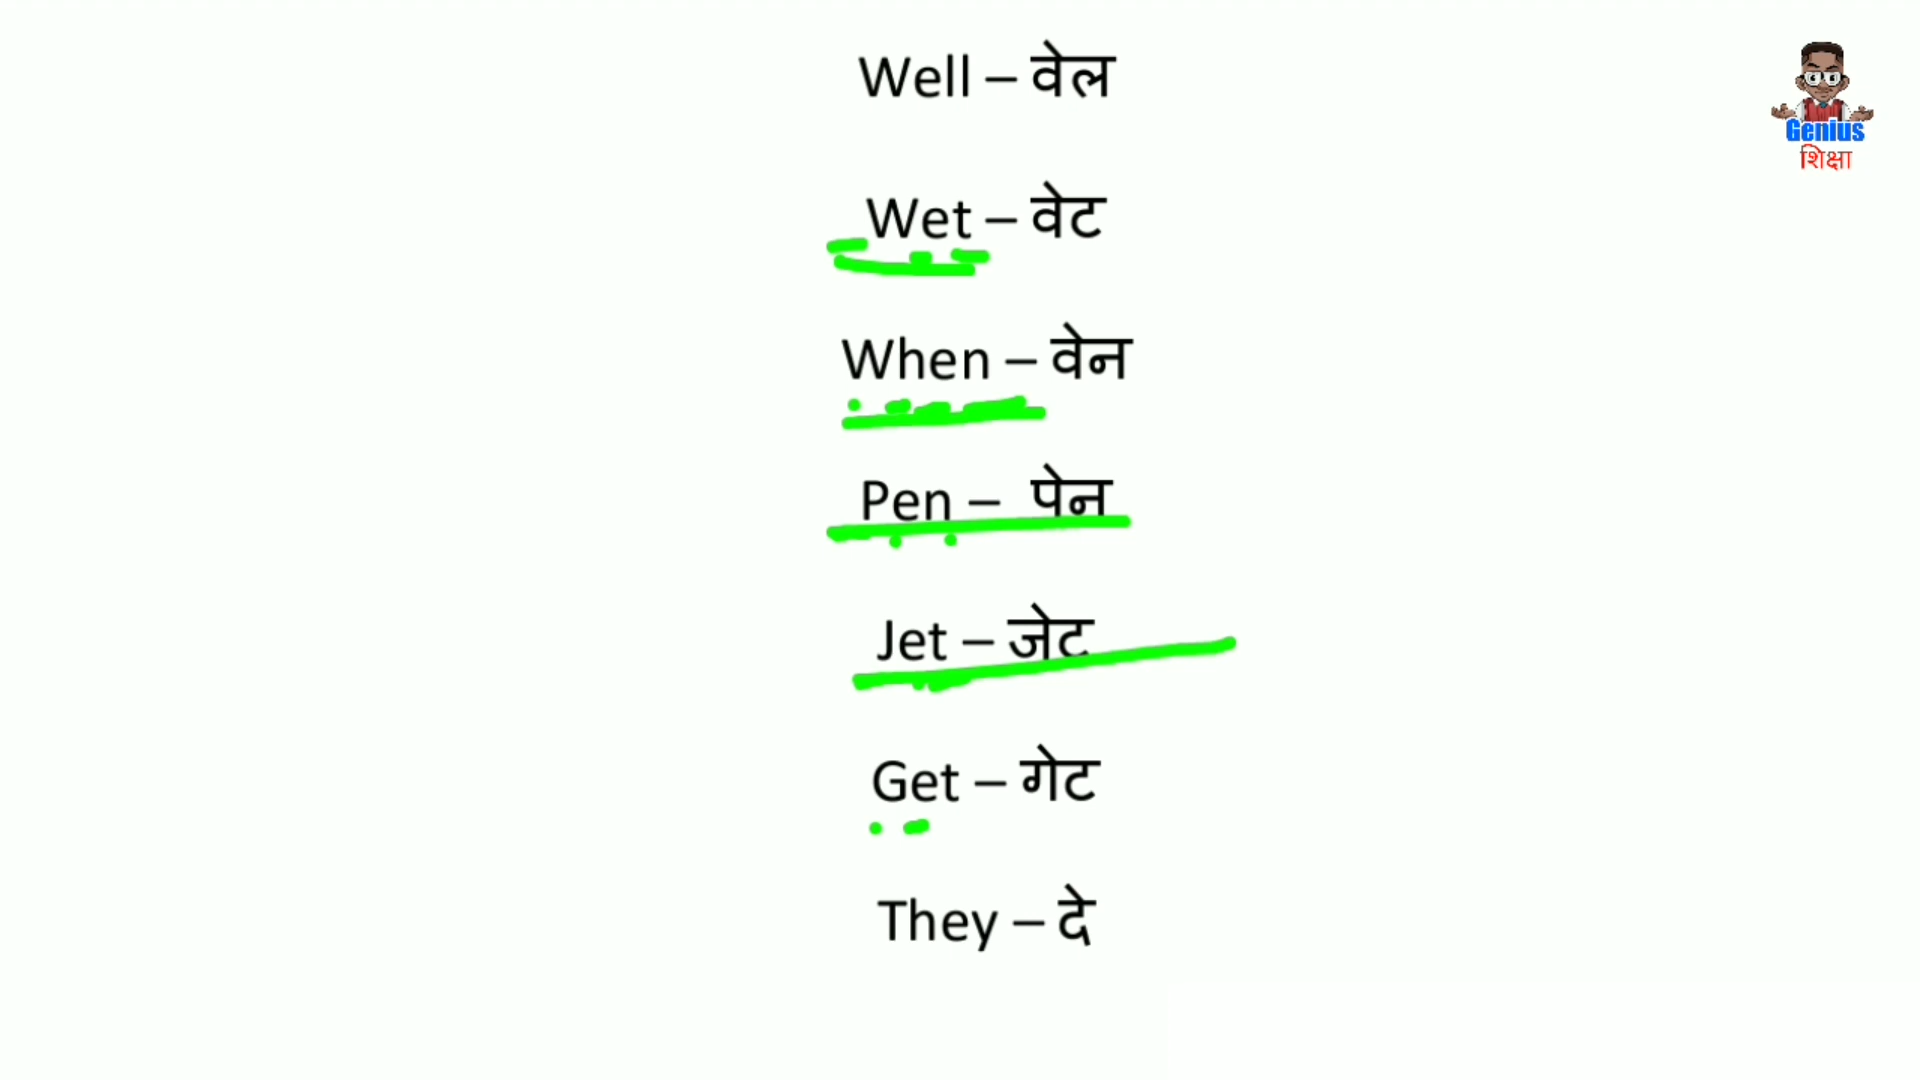 Well – वेल
Wet – वेट
When – वेन
Pen – पेन
Jet – जेट
Get – गेट
They – दे
Genius
शिक्षा